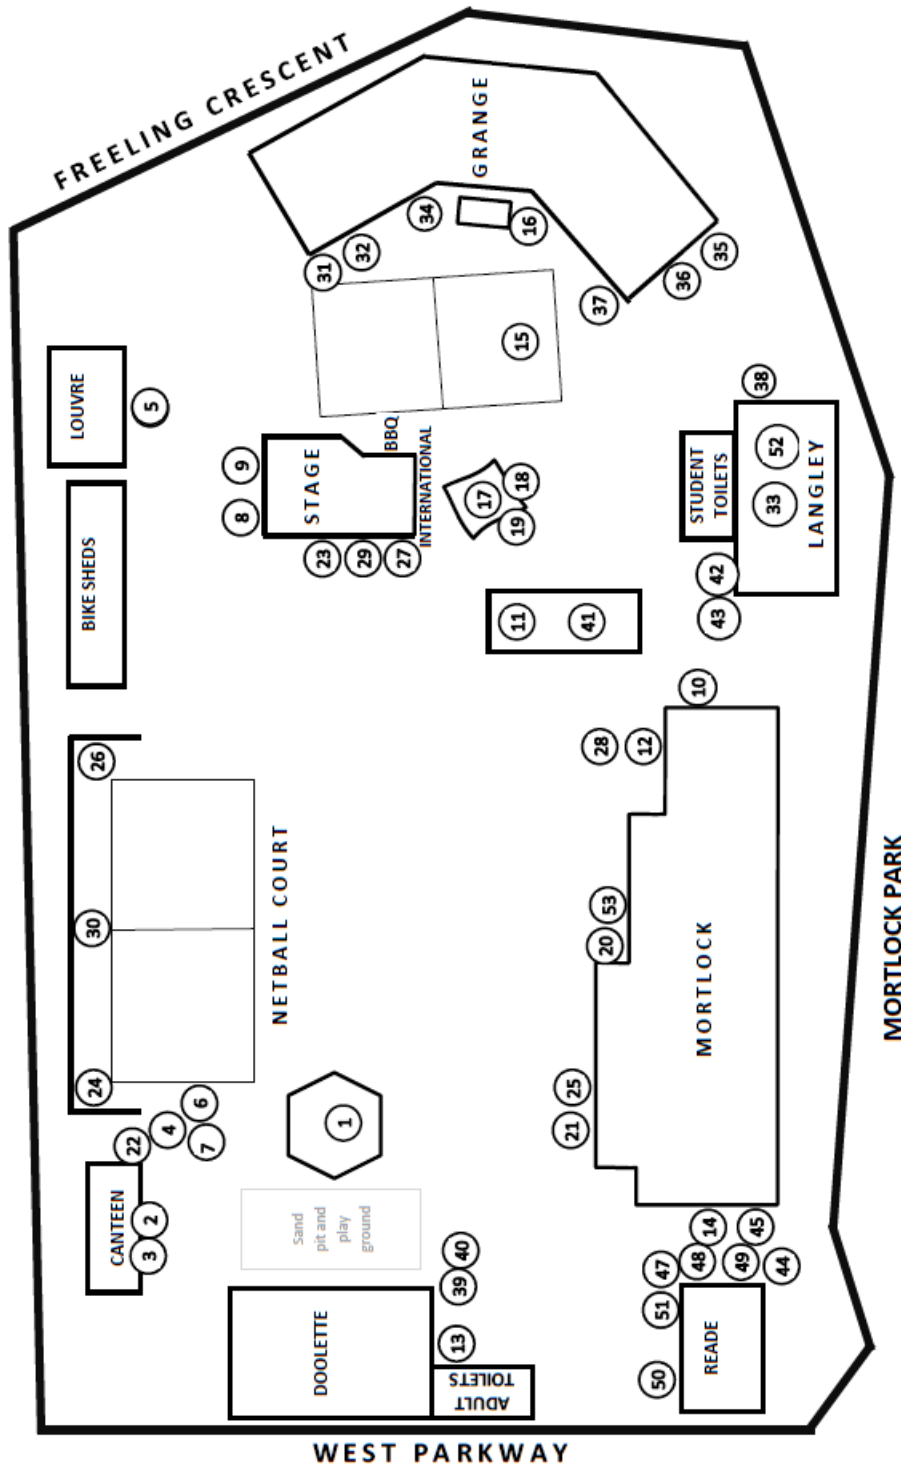 FREELING CRESCENT
GRANGE
34
16
32
31
35
36
37
15
LOUVRE
5
38
9
8
STAGE
BBQ
INTERNATIONAL
17
18
19
STUDENT
TOILETS
52
33
LANGLEY
BIKE SHEDS
23
29
27
42
43
11
41
10
26
28
12
30
NETBALL COURT
53
20
MORTLOCK
MORTLOCK PARK
24
6
4
7
22
1
25
21
CANTEEN
2
3
Sand
pit and
play
ground
40
39
14
45
48
49
44
47
51
DOOLETTE
13
ADULT
TOILETS
50
READE
WEST PARKWAY